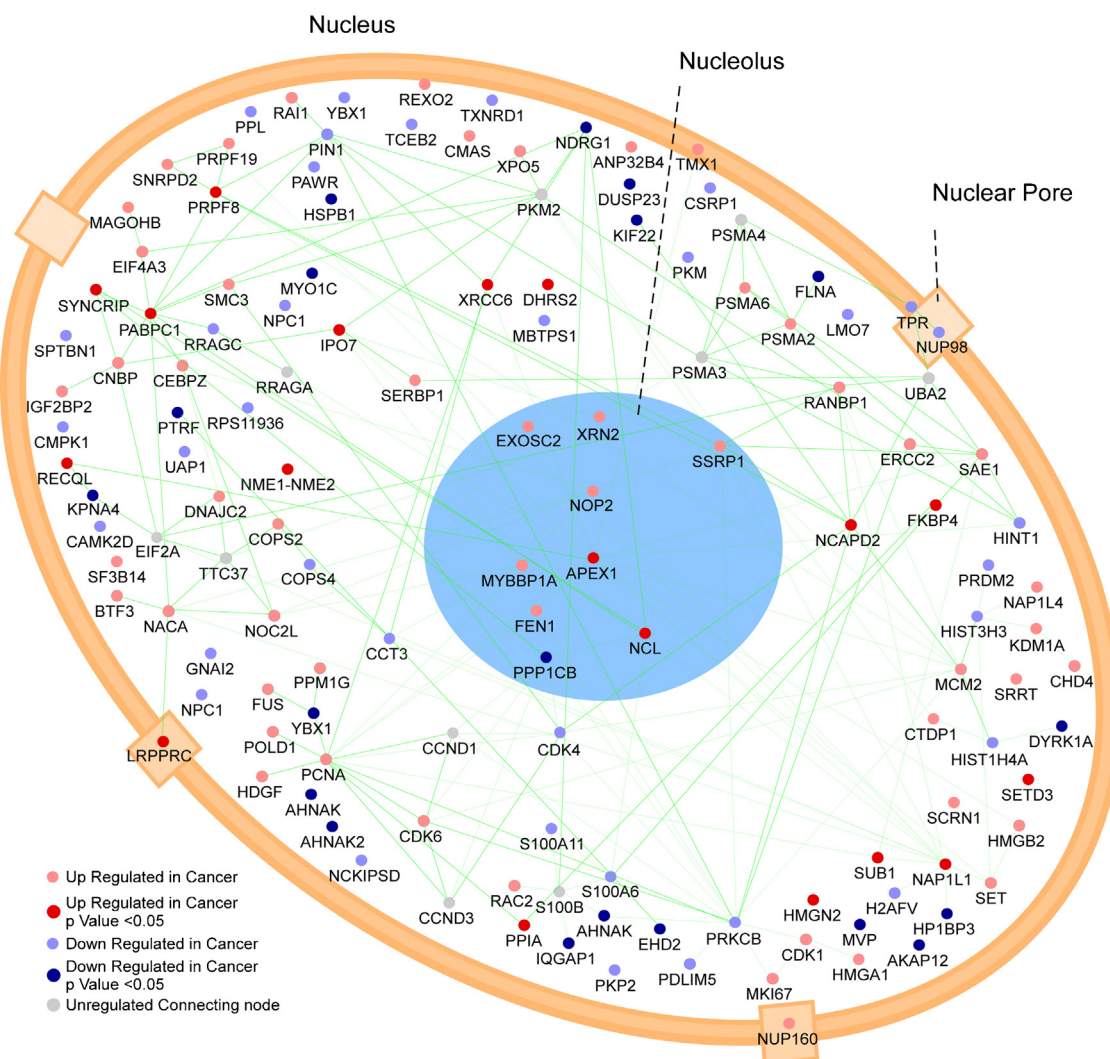 Nucleus
Nucleolus
Nuclear Pore
REXO2
RAI1
YBX1
TXNRD1
PPL
TCEB2
NDRG1
PRPF19
PIN1
CMAS
XPO5
ANP32B4
TMX1
SNRPD2
PAWR
DUSP23
CSRP1
PRPF8
HSPB1
PKM2
KIF22
PSMA4
MAGOHB
EIF4A3
PKM
SYNCRIP
SMC3
MYO1C
XRCC6
DHRS2
PSMA6
FLNA
PABPC1
NPC1
MBTPS1
TPR
SPTBN1
RRAGC
IPO7
PSMA2
LMO7
NUP98
CNBP
CEBPZ
RRAGA
PSMA3
UBA2
IGF2BP2
SERBP1
RANBP1
CMPK1
PTRF
RPS11936
EXOSC2
XRN2
RECQL
UAP1
SSRP1
ERCC2
SAE1
KPNA4
NME1-NME2
NOP2
DNAJC2
FKBP4
CAMK2D
EIF2A
COPS2
NCAPD2
HINT1
SF3B14
TTC37
COPS4
MYBBP1A
APEX1
PRDM2
BTF3
NAP1L4
NACA
NOC2L
FEN1
HIST3H3
KDM1A
CCT3
NCL
GNAI2
PPP1CB
PPM1G
MCM2
SRRT
CHD4
NPC1
FUS
YBX1
CTDP1
LRPPRC
POLD1
CCND1
CDK4
HIST1H4A
DYRK1A
HDGF
PCNA
SETD3
AHNAK
SCRN1
AHNAK2
CDK6
S100A11
HMGB2
NCKIPSD
SUB1
NAP1L1
CCND3
RAC2
S100B
S100A6
H2AFV
SET
HMGN2
HP1BP3
PPIA
AHNAK
EHD2
PRKCB
MVP
IQGAP1
CDK1
AKAP12
PKP2
PDLIM5
HMGA1
MKI67
NUP160
Up Regulated in Cancer
Up Regulated in Cancer
p Value <0.05
Down Regulated in Cancer
Down Regulated in Cancer
p Value <0.05
Unregulated Connecting node